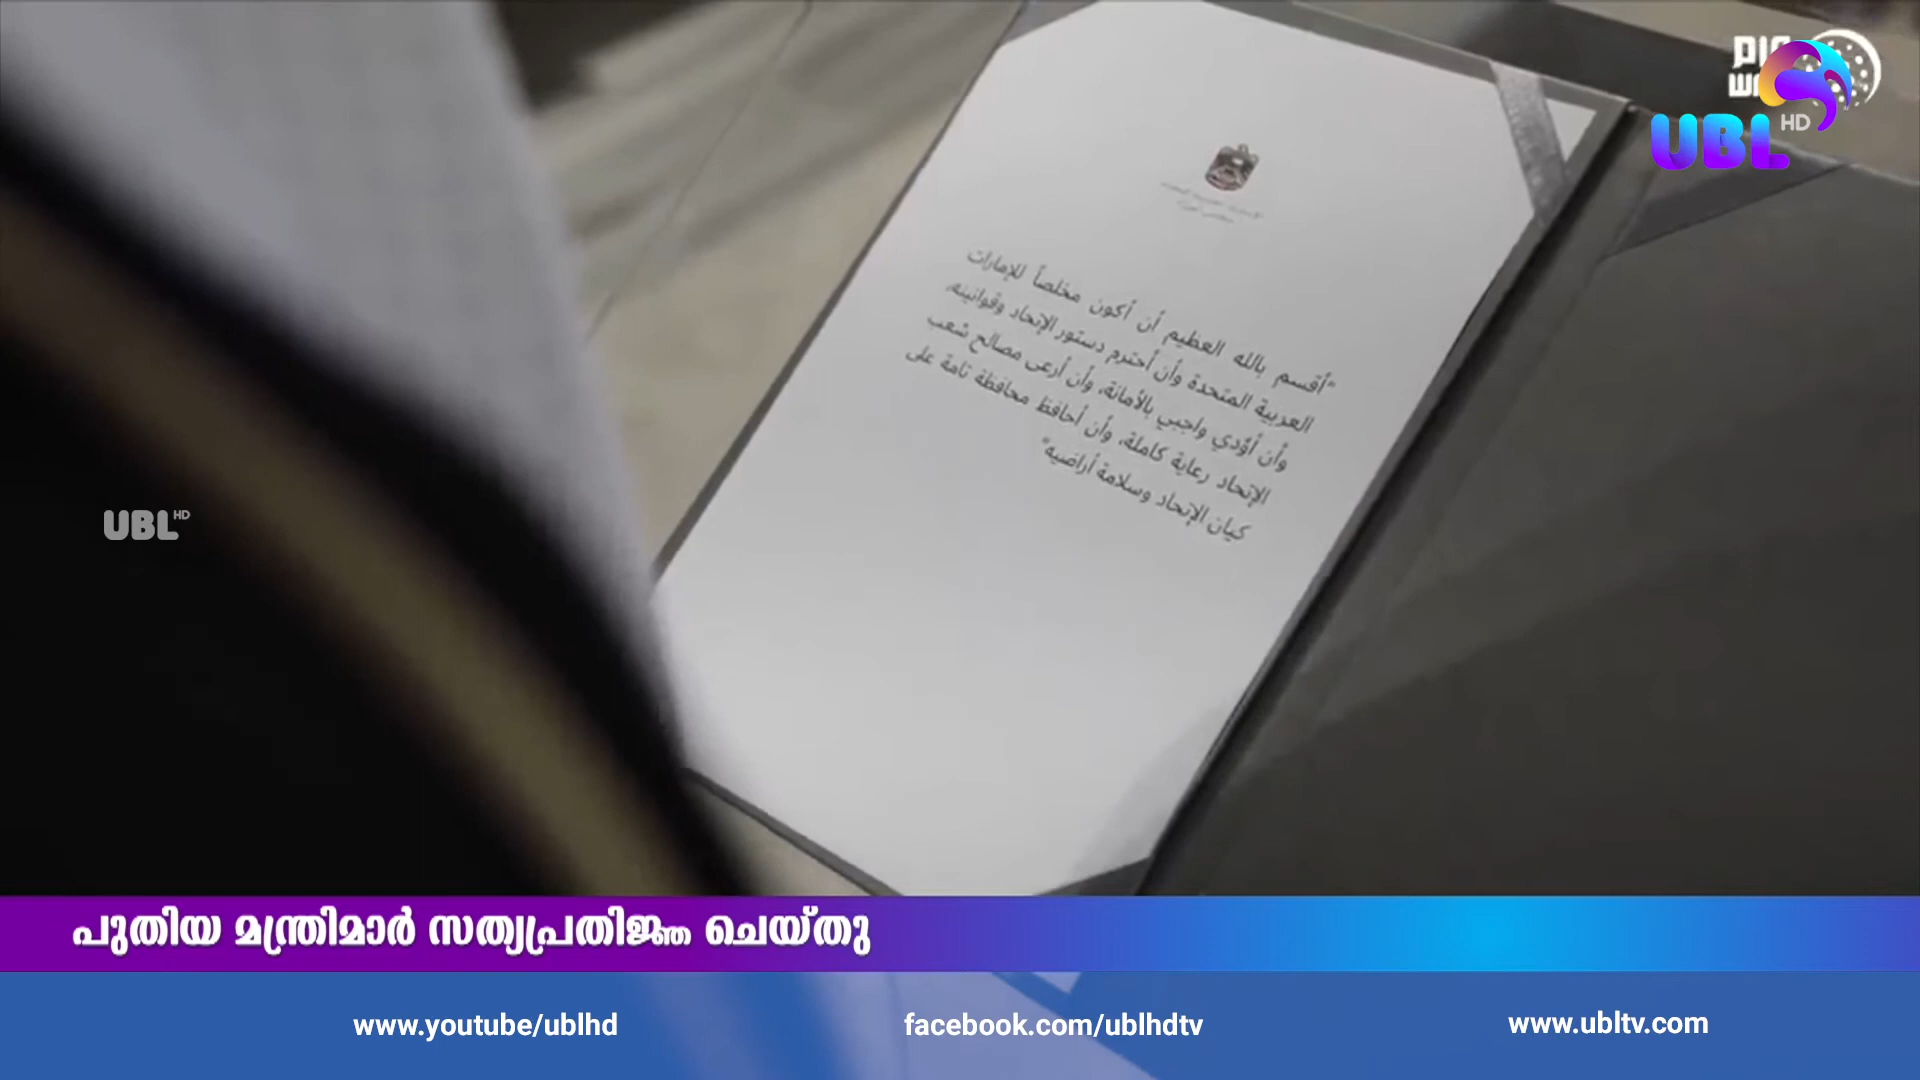 وام
UBL HD
"أقسم بالله العظيم أن أكون مخلصاً للإمارات
العربية المتحدة وأن أحترم دستور الإتحاد وقوانينه،
وأن أؤدي واجبي بالأمانة، وأن أرعى مصالح شعب
الإتحاد رعاية كاملة، وأن أحافظ محافظة تامة على
كيان الإتحاد وسلامة أراضيه"
UBL HD
പുതിയ മന്ത്രിമാർ സത്യപ്രതിജ്ഞ ചെയ്തു
www.youtube/ublhd
facebook.com/ublhdtv
www.ubltv.com